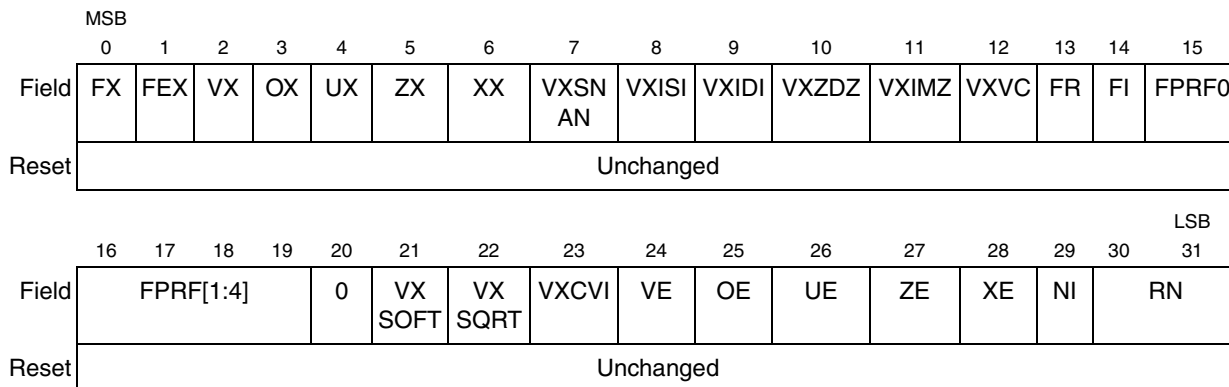 MSB
0 1 2 3 4 5 6 7 8 9 10 11 12 13 14 15
Field FX FEX VX OX UX ZX XX VXSN VXISI VXIDI VXZDZ VXIMZ VXVC FR FI FPRF0
AN
Reset Unchanged
LSB
16 17 18 19 20 21 22 23 24 25 26 27 28 29 30 31
Field FPRF[1:4] 0 VX VX VXCVI VE OE UE ZE XE NI RN
SOFT SQRT
Reset Unchanged